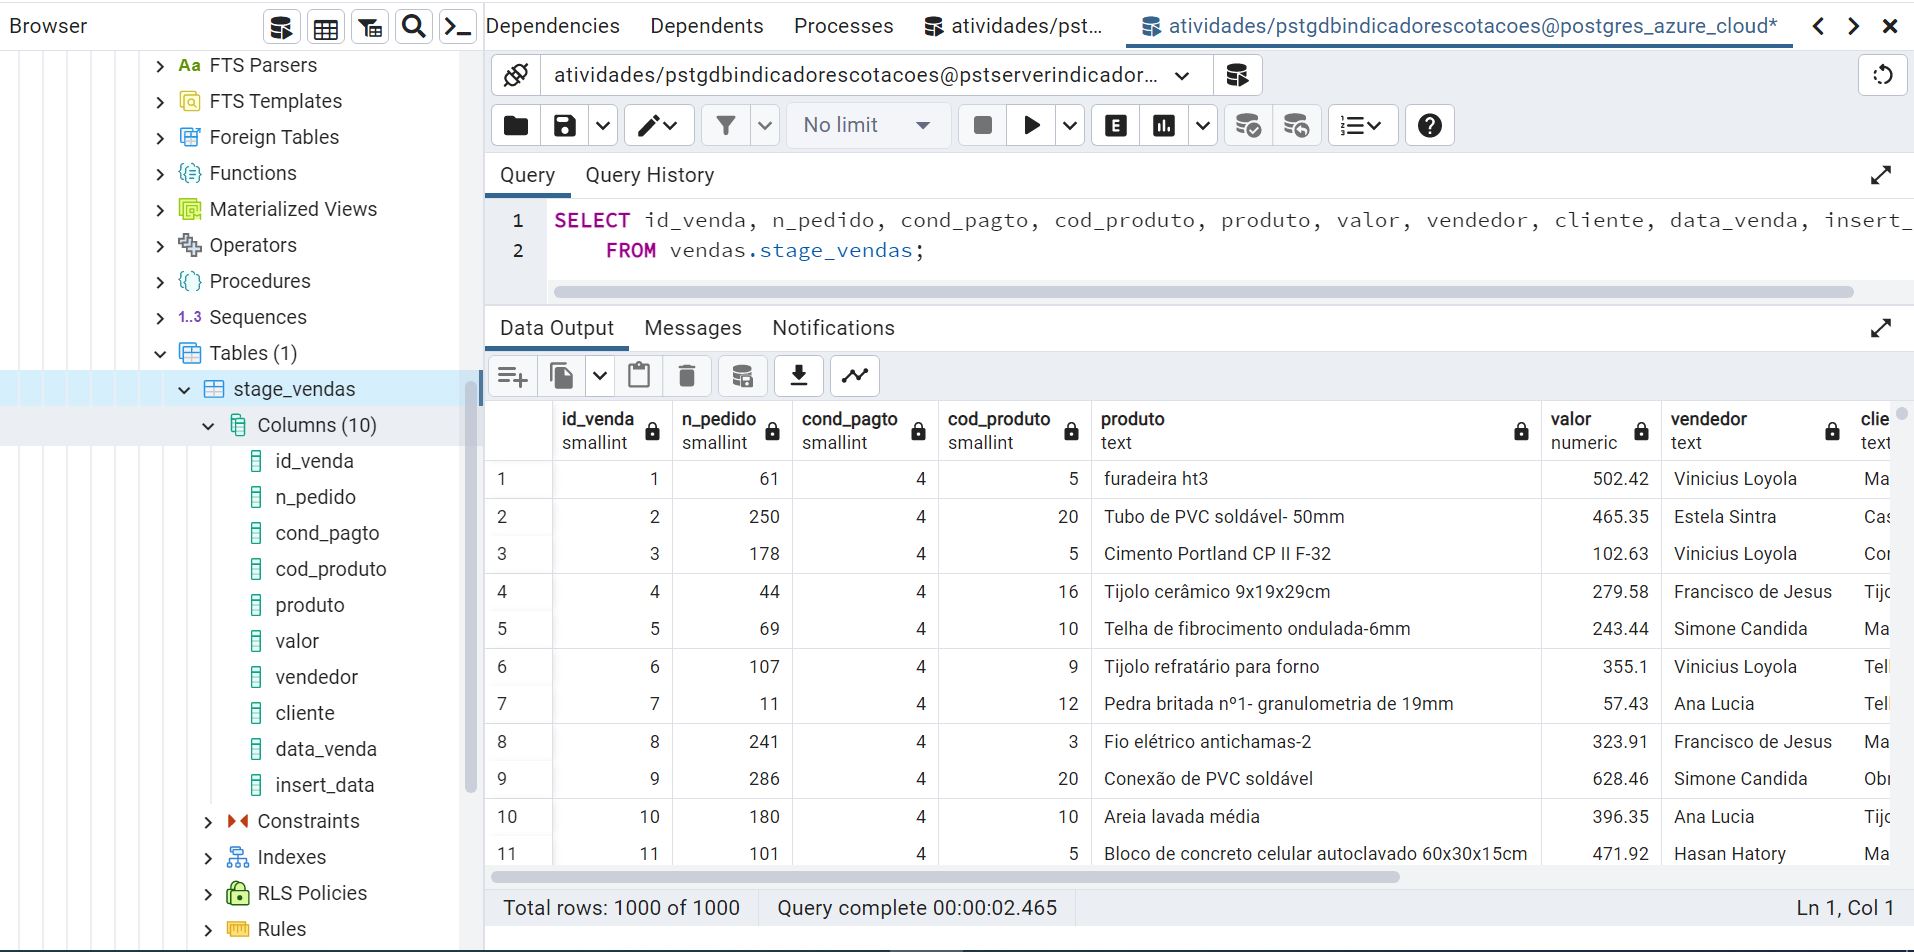 Browser
Dependencies Dependents Processes atividades/pst... atividades/pstgdbindicadorescotacoes@postgres_azure_cloud*
FTS Parsers
FTS Templates
Foreign Tables
Functions
Materialized Views
Operators
Procedures
1..3 Sequences
Tables (1)
stage_vendas
Columns (10)
id_venda
n_pedido
cond_pagto
cod_produto
produto
valor
vendedor
cliente
data_venda
insert_data
Constraints
Indexes
RLS Policies
Rules
atividades/pstgdbindicadorescotacoes@pstserverindicador...
No limit
E
Query Query History
1 SELECT id_venda, n_pedido, cond_pagto, cod_produto, produto, valor, vendedor, cliente, data_venda, insert_
2 FROM vendas.stage_vendas;
Data Output Messages Notifications
id_venda n_pedido cond_pagto cod_produto produto valor vendedor clie
smallint smallint smallint smallint text numeric text text
1 1 61 4 5 furadeira ht3 502.42 Vinicius Loyola Ma
2 2 250 4 20 Tubo de PVC soldável- 50mm 465.35 Estela Sintra Cas
3 3 178 4 5 Cimento Portland CP II F-32 102.63 Vinicius Loyola Cor
4 4 44 4 16 Tijolo cerâmico 9x19x29cm 279.58 Francisco de Jesus Tijo
5 5 69 4 10 Telha de fibrocimento ondulada-6mm 243.44 Simone Candida Ma
6 6 107 4 9 Tijolo refratário para forno 355.1 Vinicius Loyola Tel
7 7 11 4 12 Pedra britada nº1- granulometria de 19mm 57.43 Ana Lucia Tel
8 8 241 4 3 Fio elétrico antichamas-2 323.91 Francisco de Jesus Ma
9 9 286 4 20 Conexão de PVC soldável 628.46 Simone Candida Obr
10 10 180 4 10 Areia lavada média 396.35 Ana Lucia Tijo
11 11 101 4 5 Bloco de concreto celular autoclavado 60x30x15cm 471.92 Hasan Hatory Ma
Total rows: 1000 of 1000 Query complete 00:00:02.465 Ln 1, Col 1